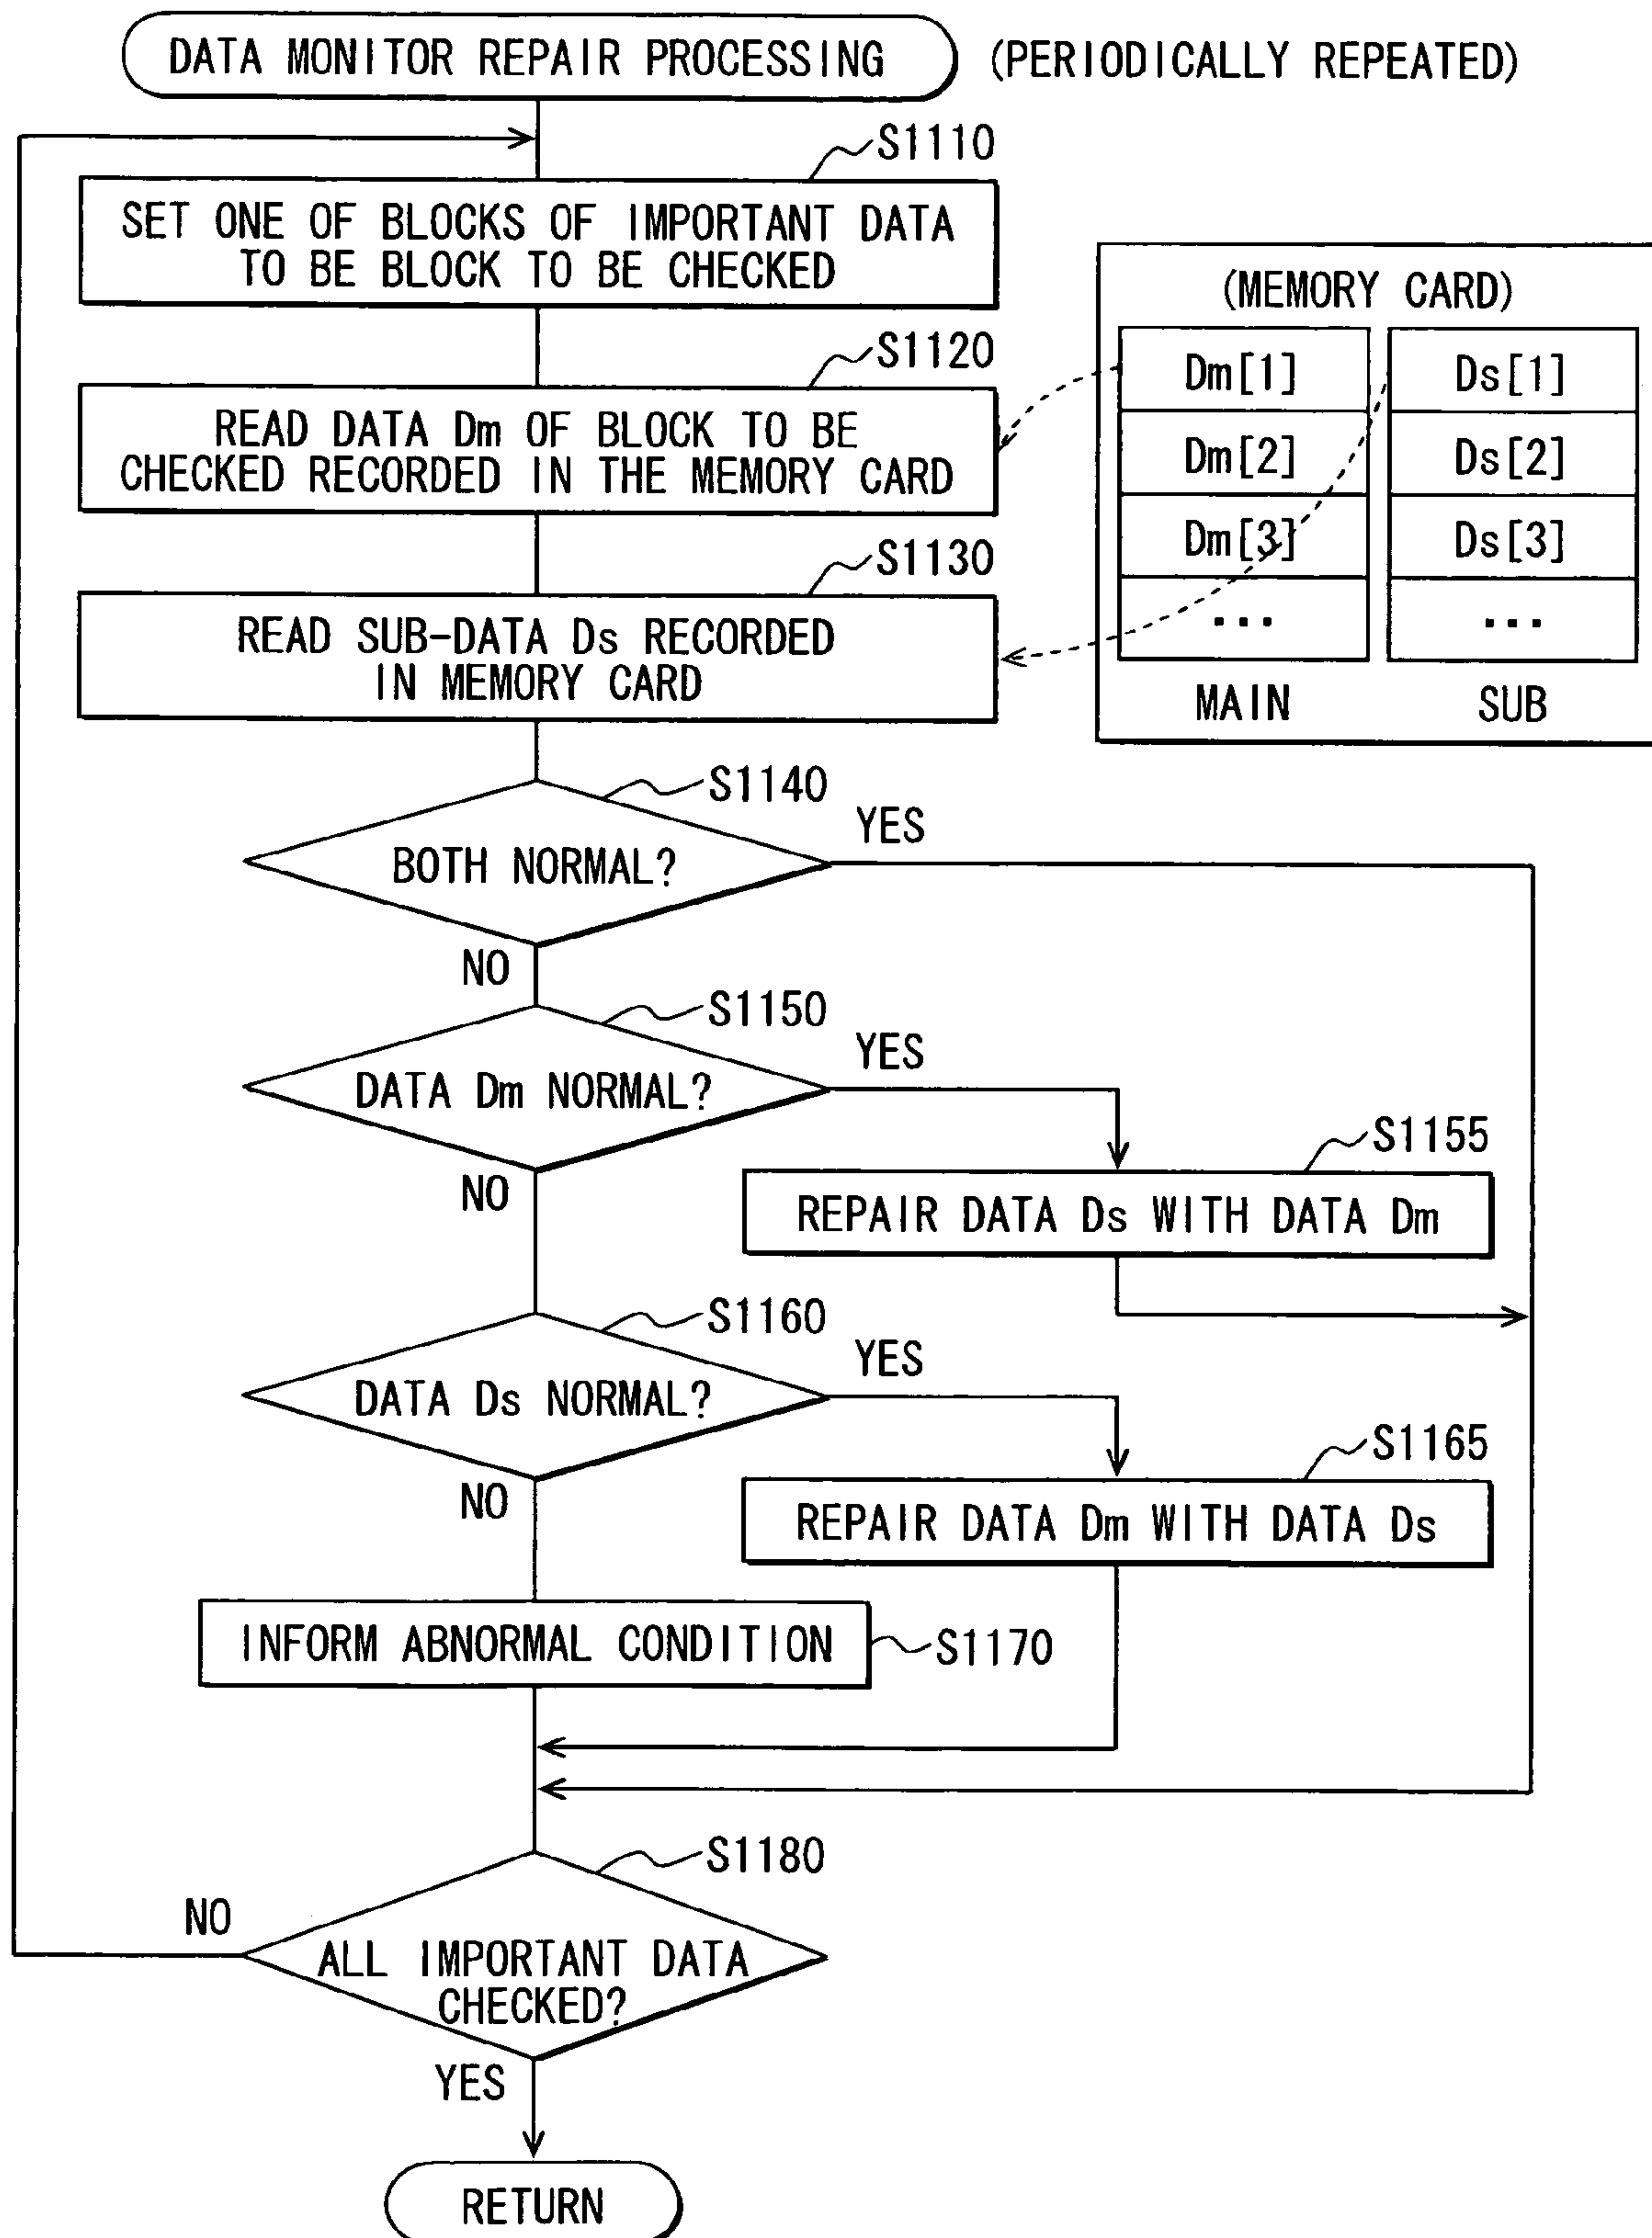 DATA MONITOR REPAIR PROCESSING
(PERIODICALLY REPEATED)
S1110
SET ONE OF BLOCKS OF IMPORTANT DATA
TO BE BLOCK TO BE CHECKED
S1120
READ DATA Dm OF BLOCK TO BE
CHECKED RECORDED IN THE MEMORY CARD
(MEMORY CARD)
Dm[1]
Ds[1]
Dm[2]
Ds[2]
Dm[3]
Ds[3]
...
...
MAIN
SUB
S1130
READ SUB-DATA Ds RECORDED
IN MEMORY CARD
S1140
BOTH NORMAL?
YES
NO
S1150
DATA Dm NORMAL?
YES
NO
S1155
REPAIR DATA Ds WITH DATA Dm
S1160
DATA Ds NORMAL?
YES
NO
S1165
REPAIR DATA Dm WITH DATA Ds
INFORM ABNORMAL CONDITION
S1170
S1180
ALL IMPORTANT DATA
CHECKED?
NO
YES
RETURN